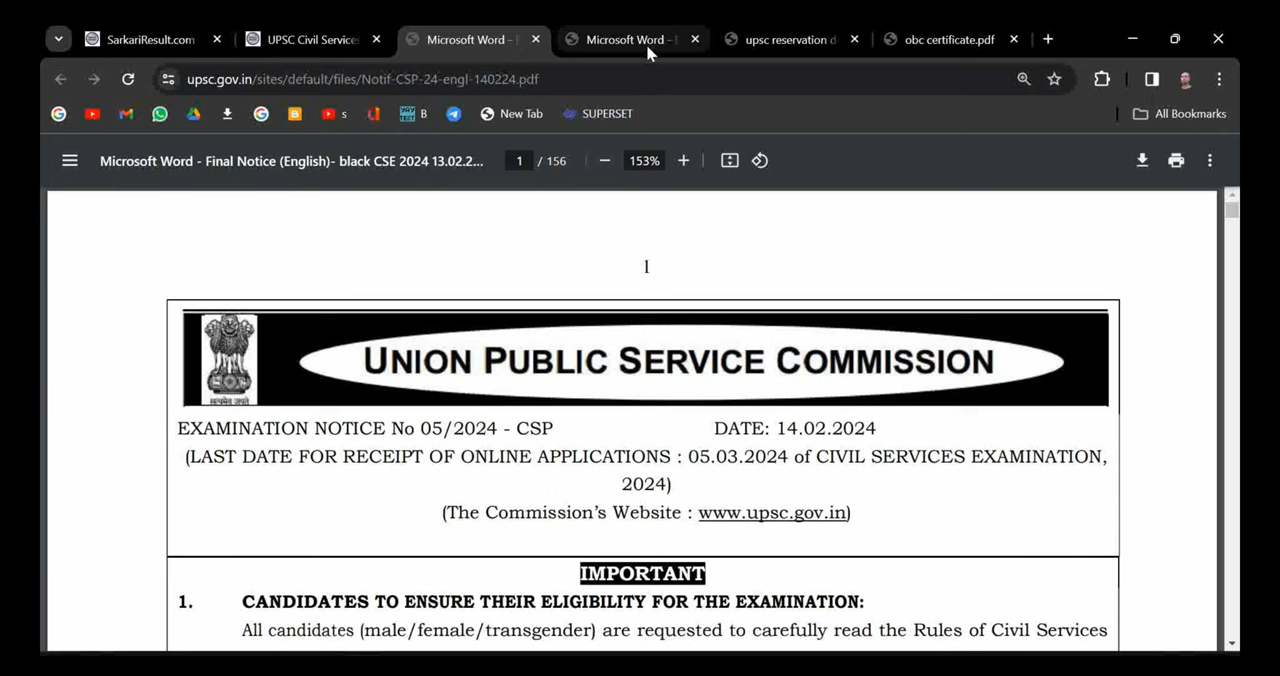 SarkariResult.com
UPSC Civil Service
Microsoft Word -
Microsoft Word -
upsc reservation d
obc certificate.pdf
upsc.gov.in/sites/default/files/Notif-CSP-24-engl-140224.pdf
s
B
New Tab
SUPERSET
All Bookmarks
Microsoft Word - Final Notice (English)- black CSE 2024 13.02.2...
1 / 156
153%
1
UNION PUBLIC SERVICE COMMISSION
सत्यमेव जयते
EXAMINATION NOTICE No 05/2024 - CSP DATE: 14.02.2024
(LAST DATE FOR RECEIPT OF ONLINE APPLICATIONS : 05.03.2024 of CIVIL SERVICES EXAMINATION,
2024)
(The Commission's Website : www.upsc.gov.in)
IMPORTANT
1. CANDIDATES TO ENSURE THEIR ELIGIBILITY FOR THE EXAMINATION:
All candidates (male/female/transgender) are requested to carefully read the Rules of Civil Services